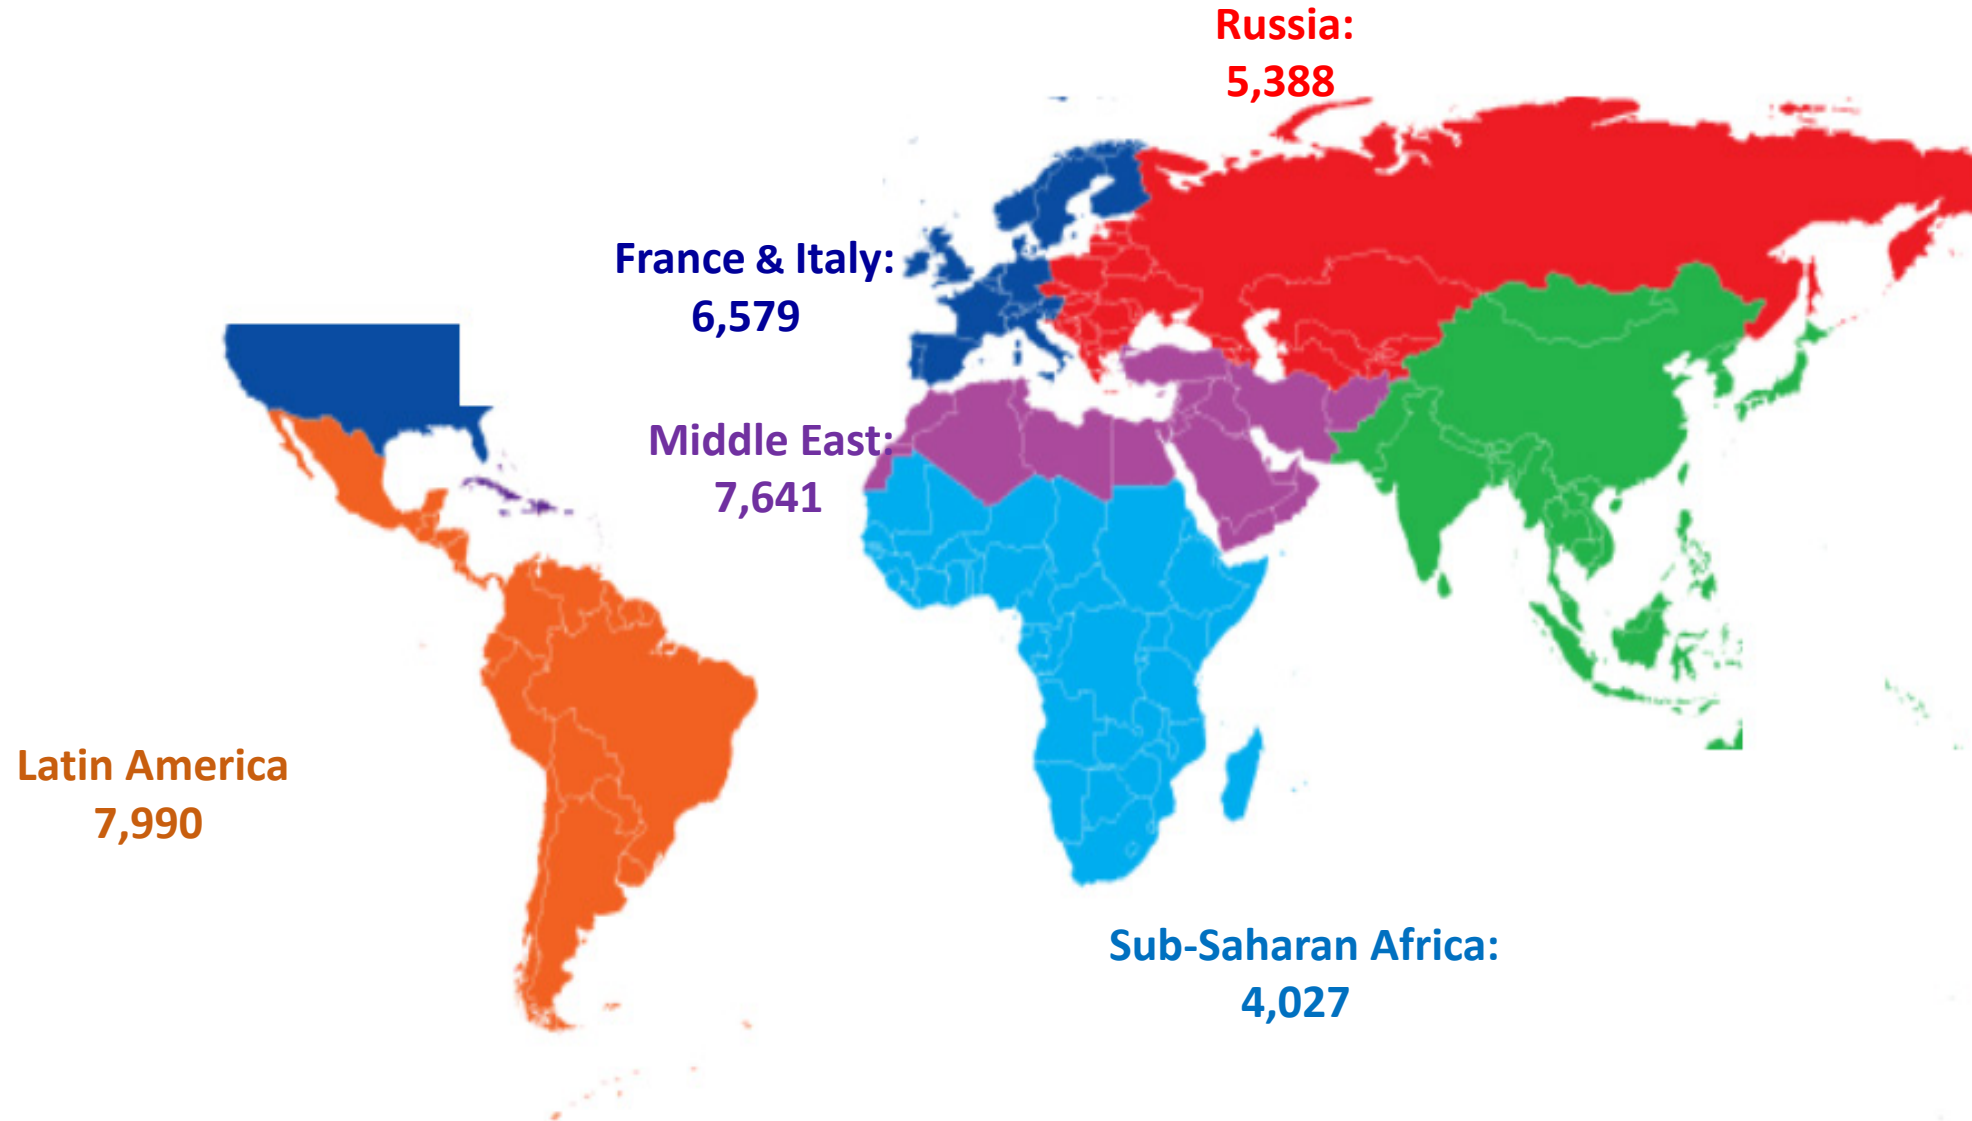 Russia:
5,388
France & Italy:
6,579
Middle East:
7,641
Latin America
7,990
Sub-Saharan Africa:
4,027